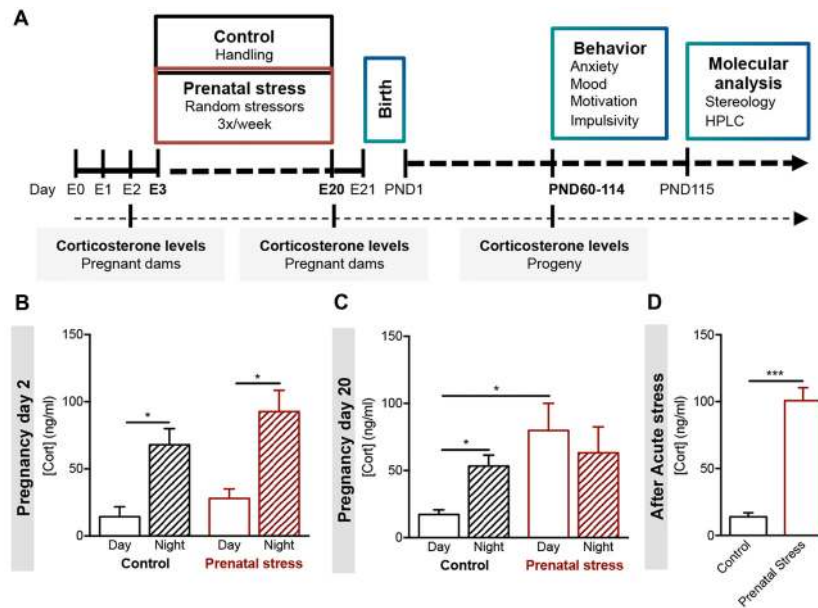 A
Control
Handling
Prenatal stress
Random stressors
3x/week
Birth
Behavior
Anxiety
Mood
Motivation
Impulsivity
Molecular
analysis
Stereology
HPLC
Day E0 E1 E2 E3 E20 E21 PND1 PND60-114 PND115
Corticosterone levels
Pregnant dams
Corticosterone levels
Pregnant dams
Corticosterone levels
Progeny
B
Pregnancy day 2
[Cort] (ng/ml)
150
100
50
0
*
*
Day Night Day Night
Control Prenatal stress
C
Pregnancy day 20
[Cort] (ng/ml)
150
100
50
0
*
*
Day Night Day Night
Control Prenatal stress
D
After Acute stress
[Cort] (ng/ml)
150
100
50
0
***
Control
Prenatal Stress